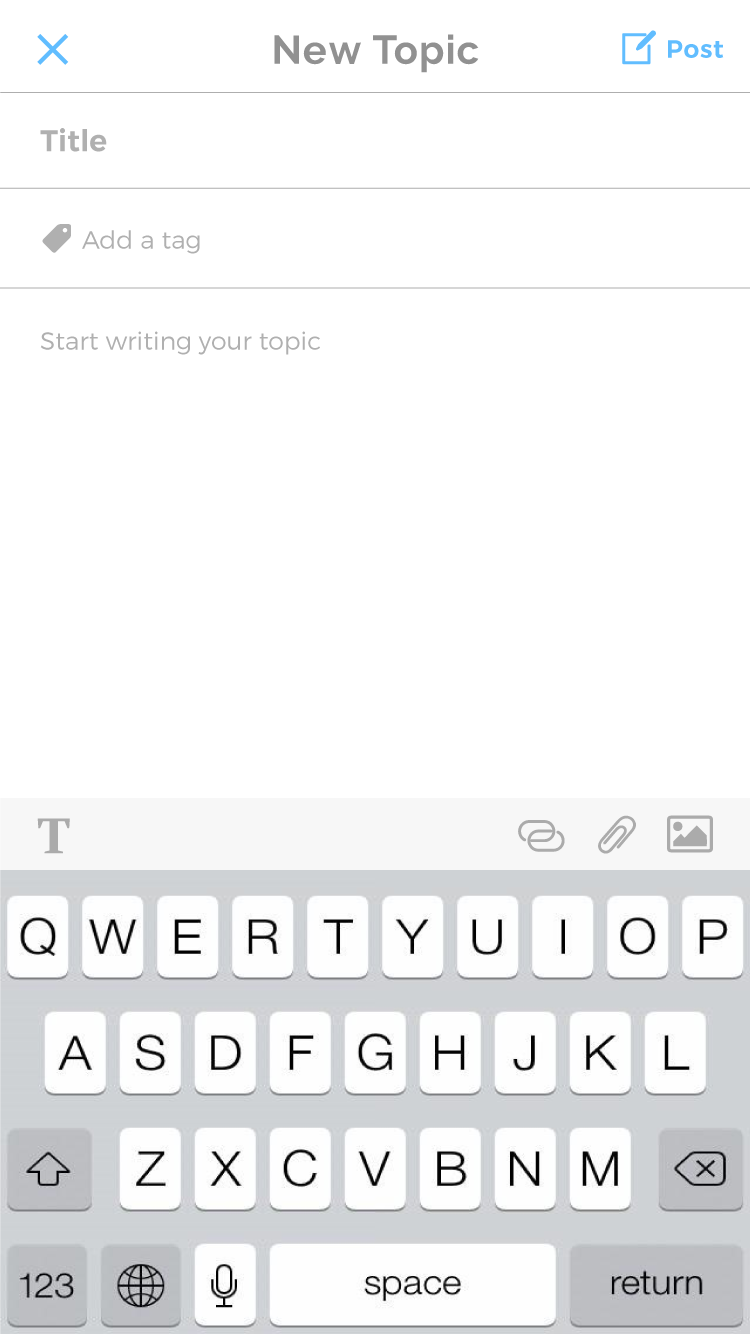 New Topic Post
Title
Add a tag
Start writing your topic
T
Q W E R T Y U I O P
A S D F G H J K L
Z X C V B N M
123 space return